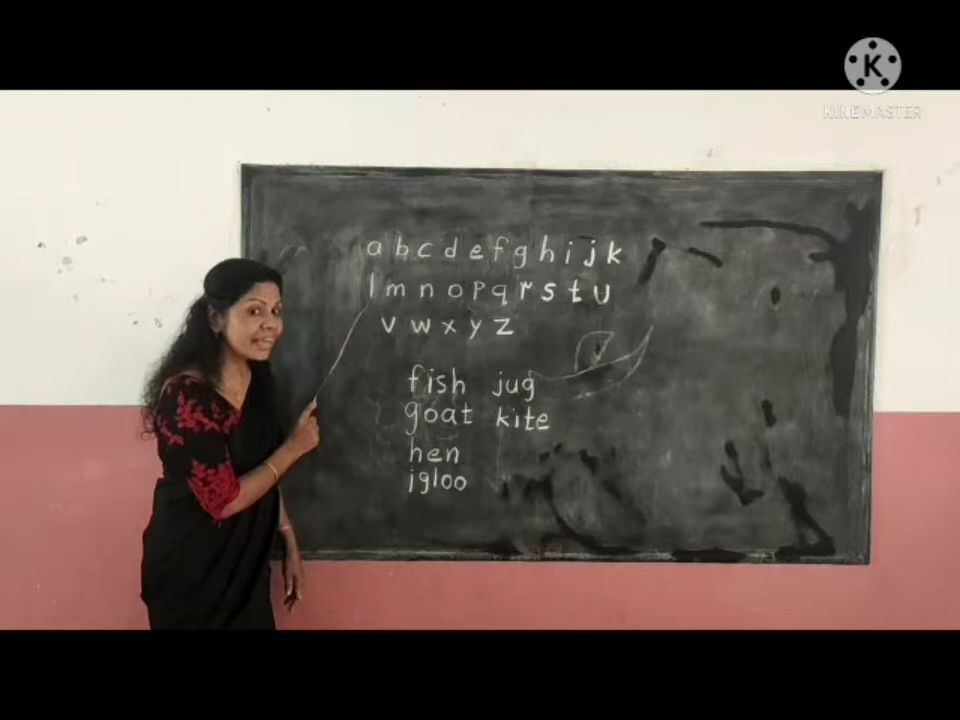 K
KINEMASTER
a b c d e f g h i j k
l m n o p q r s t u
v w x y z
fish jug
goat kite
hen
igloo